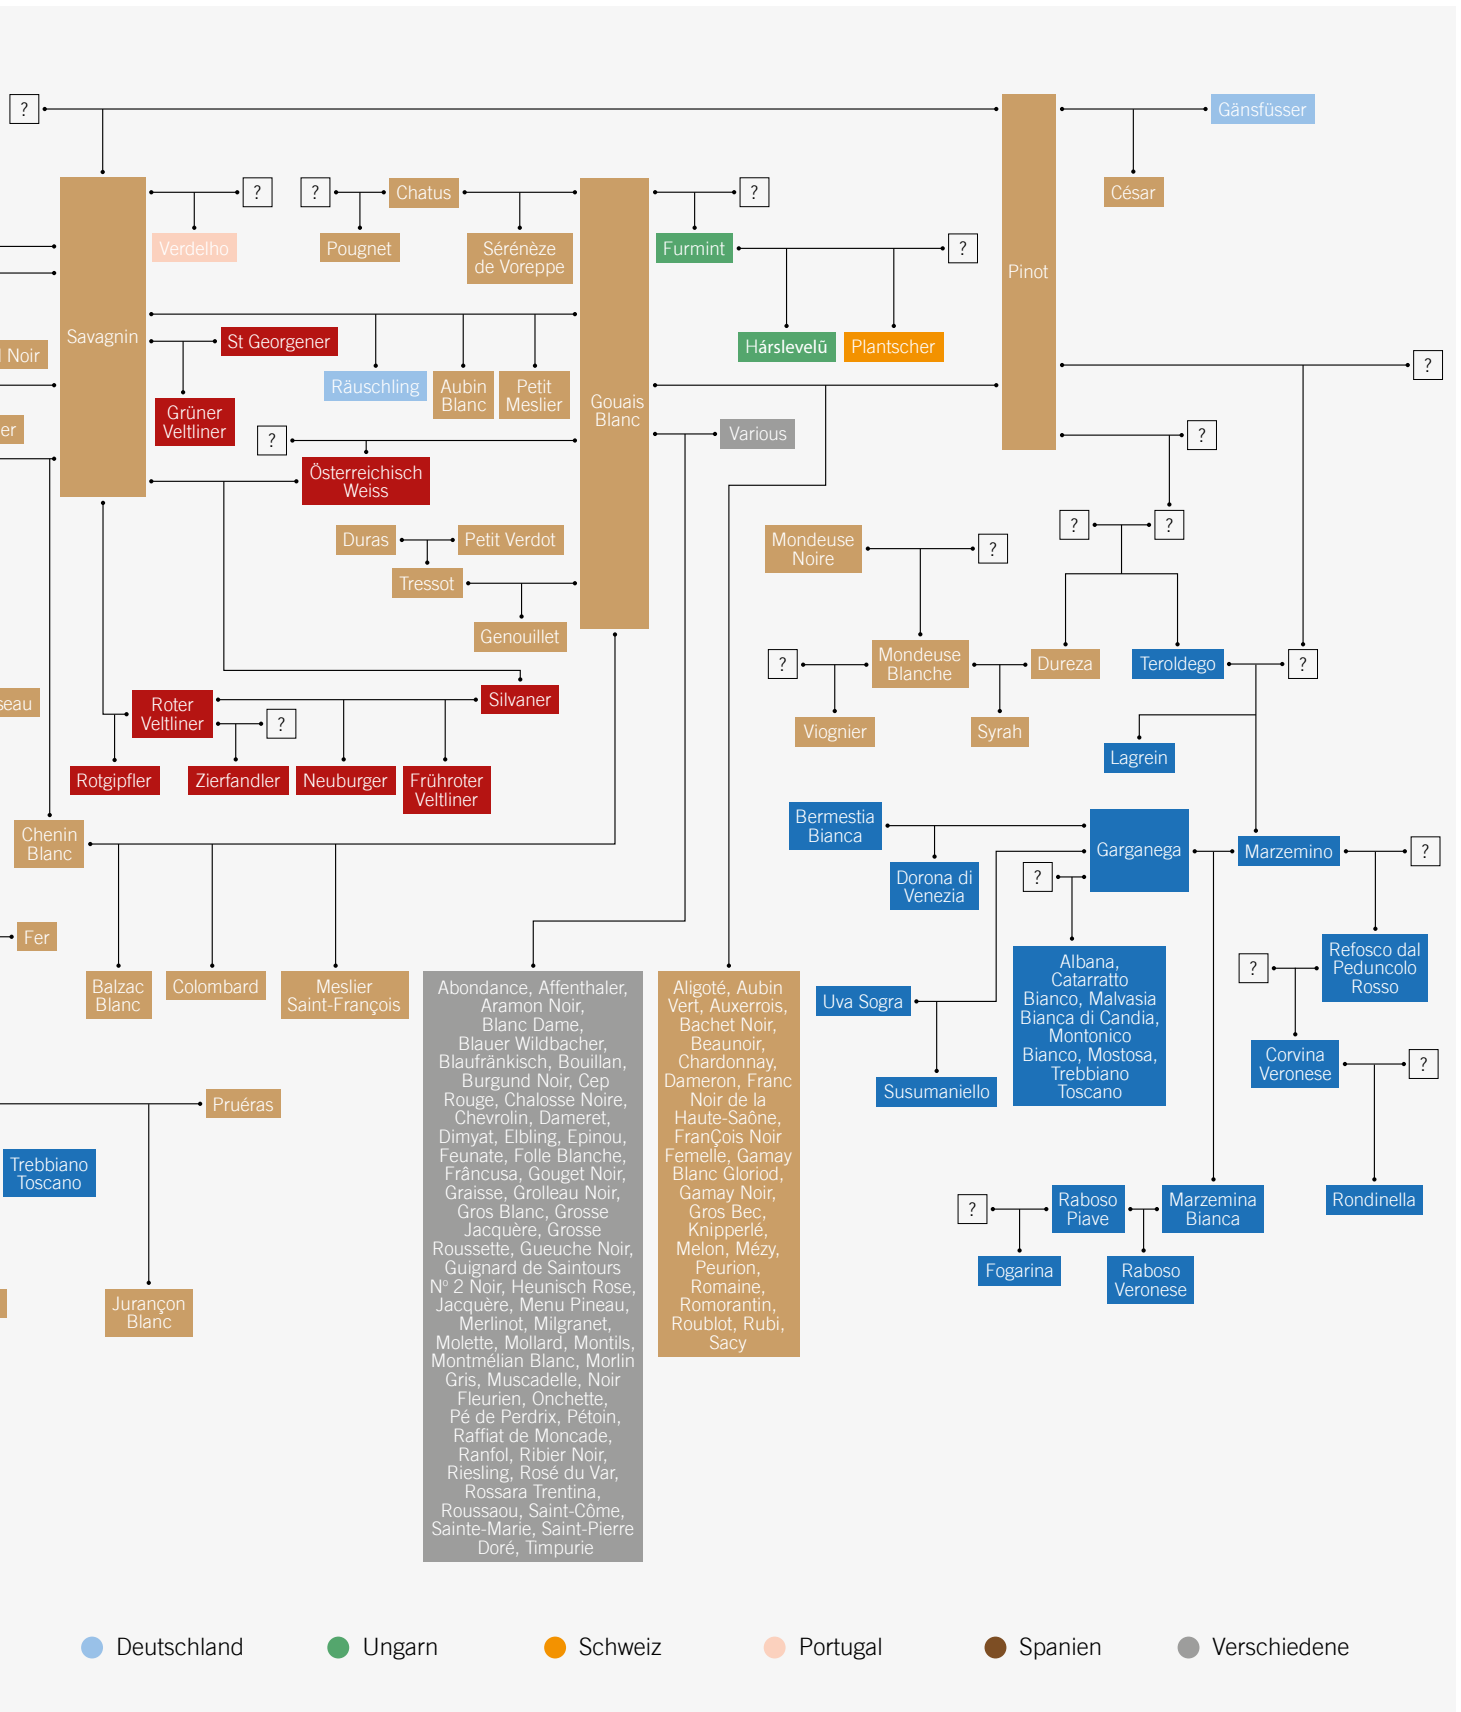 ?
Gänsfüsser
César
Pinot
Savagnin
?
Verdelho
?
Chatus
Pougnet
Sérénèze
de Voreppe
Gouais
Blanc
?
Furmint
?
Hárslevelü
Plantscher
l Noir
St Georgener
Grüner
Veltliner
Räuschling
Aubin
Blanc
Petit
Meslier
?
er
?
Österreichisch
Weiss
Various
?
Duras
Petit Verdot
Tressot
Genouillet
Mondeuse
Noire
?
?
?
?
Mondeuse
Blanche
Dureza
Teroldego
?
Viognier
Syrah
Lagrein
seau
Roter
Veltliner
?
Silvaner
Rotgipfler
Zierfandler
Neuburger
Frühroter
Veltliner
Chenin
Blanc
Bermestia
Bianca
Dorona di
Venezia
Garganega
?
Marzemino
?
Fer
Balzac
Blanc
Colombard
Meslier
Saint-François
Abondance, Affenthaler,
Aramon Noir,
Blanc Dame,
Blauer Wildbacher,
Blaufränkisch, Bouillan,
Burgund Noir, Cep
Rouge, Chalosse Noire,
Chevrolin, Dameret,
Dimyat, Elbling, Epinou,
Feunate, Folle Blanche,
Frâncusa, Gouget Noir,
Graisse, Grolleau Noir,
Gros Blanc, Grosse
Jacquère, Grosse
Roussette, Gueuche Noir,
Guignard de Saintours
Nº 2 Noir, Heunisch Rose,
Jacquère, Menu Pineau,
Merlinot, Milgranet,
Molette, Mollard, Montils,
Montmélian Blanc, Morlin
Gris, Muscadelle, Noir
Fleurien, Onchette,
Pé de Perdrix, Pétoin,
Raffiat de Moncade,
Ranfol, Ribier Noir,
Riesling, Rosé du Var,
Rossara Trentina,
Roussaou, Saint-Côme,
Sainte-Marie, Saint-Pierre
Doré, Timpurie
Aligoté, Aubin
Vert, Auxerrois,
Bachet Noir,
Beaunoir,
Chardonnay,
Dameron, Franc
Noir de la
Haute-Saône,
FranÇois Noir
Femelle, Gamay
Blanc Gloriod,
Gamay Noir,
Gros Bec,
Knipperlé,
Melon, Mézy,
Peurion,
Romaine,
Romorantin,
Roublot, Rubi,
Sacy
Uva Sogra
Susumaniello
Albana,
Catarratto
Bianco, Malvasia
Bianca di Candia,
Montonico
Bianco, Mostosa,
Trebbiano
Toscano
?
Refosco dal
Peduncolo
Rosso
Corvina
Veronese
?
Rondinella
?
Raboso
Piave
Marzemina
Bianca
Fogarina
Raboso
Veronese
Pruéras
Trebbiano
Toscano
Jurançon
Blanc
Deutschland
Ungarn
Schweiz
Portugal
Spanien
Verschiedene